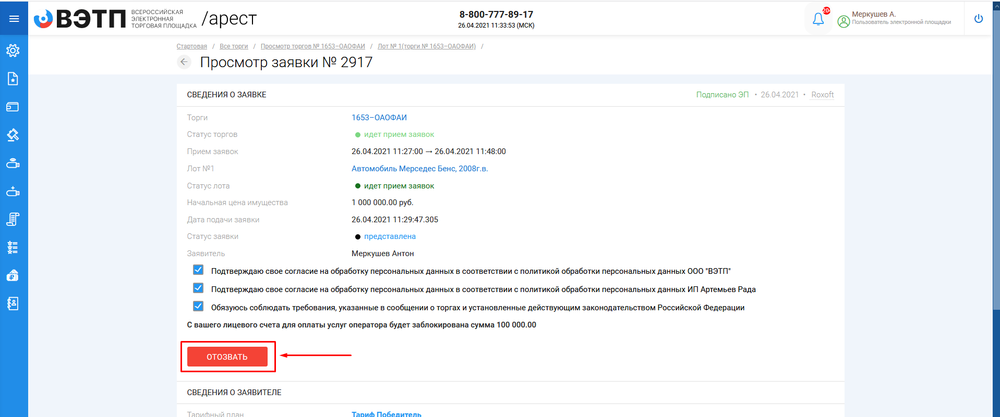 ВЭТП
ВСЕРОССИЙСКАЯ
ЭЛЕКТРОННАЯ
ТОРГОВАЯ ПЛОЩАДКА
/арест
8-800-777-89-17
26.04.2021 11:33:53 (МСК)
204
Меркушев А.
Пользователь электронной площадки
Стартовая / Все торги / Просмотр торгов № 1653–ОАОФАИ / Лот № 1(торги № 1653–ОАОФАИ) /
Просмотр заявки № 2917
СВЕДЕНИЯ О ЗАЯВКЕ
Подписано ЭП • 26.04.2021 • Roxoft
Торги 1653–ОАОФАИ
Статус торгов идет прием заявок
Прием заявок 26.04.2021 11:27:00 → 26.04.2021 11:48:00
Лот №1 Автомобиль Мерседес Бенс, 2008г.в.
Статус лота идет прием заявок
Начальная цена имущества 1 000 000.00 руб.
Дата подачи заявки 26.04.2021 11:29:47.305
Статус заявки представлена
Заявитель Меркушев Антон
Подтверждаю свое согласие на обработку персональных данных в соответствии с политикой обработки персональных данных ООО "ВЭТП"
Подтверждаю свое согласие на обработку персональных данных в соответствии с политикой обработки персональных данных ИП Артемьев Рада
Обязуюсь соблюдать требования, указанные в сообщении о торгах и установленные действующим законодательством Российской Федерации
С вашего лицевого счета для оплаты услуг оператора будет заблокирована сумма 100 000.00
ОТОЗВАТЬ
СВЕДЕНИЯ О ЗАЯВИТЕЛЕ
Тарифный план Тариф Победитель